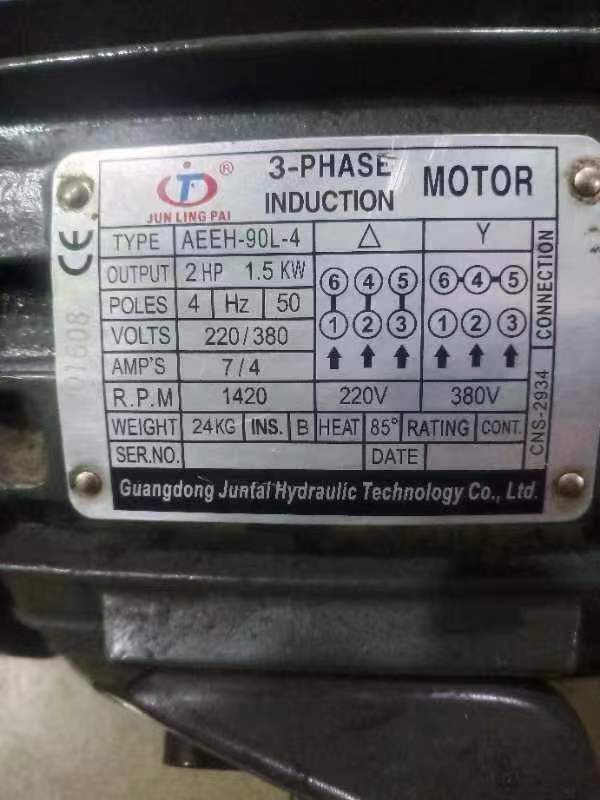 3-PHASE
INDUCTION
MOTOR
®
JUN LING PAI
CE
TYPE AEEH-90L-4 △ Y
OUTPUT 2 HP 1.5 KW
POLES 4 Hz 50
VOLTS 220/380
AMP'S 7/4
6 4 5
1 2 3
6 4 5
1 2 3
R.P.M 1420 220V 380V
WEIGHT 24KG INS. B HEAT 85° RATING CONT.
SER.NO. DATE
CONNECTION
CNS-2934
Guangdong Juntai Hydraulic Technology Co., Ltd.